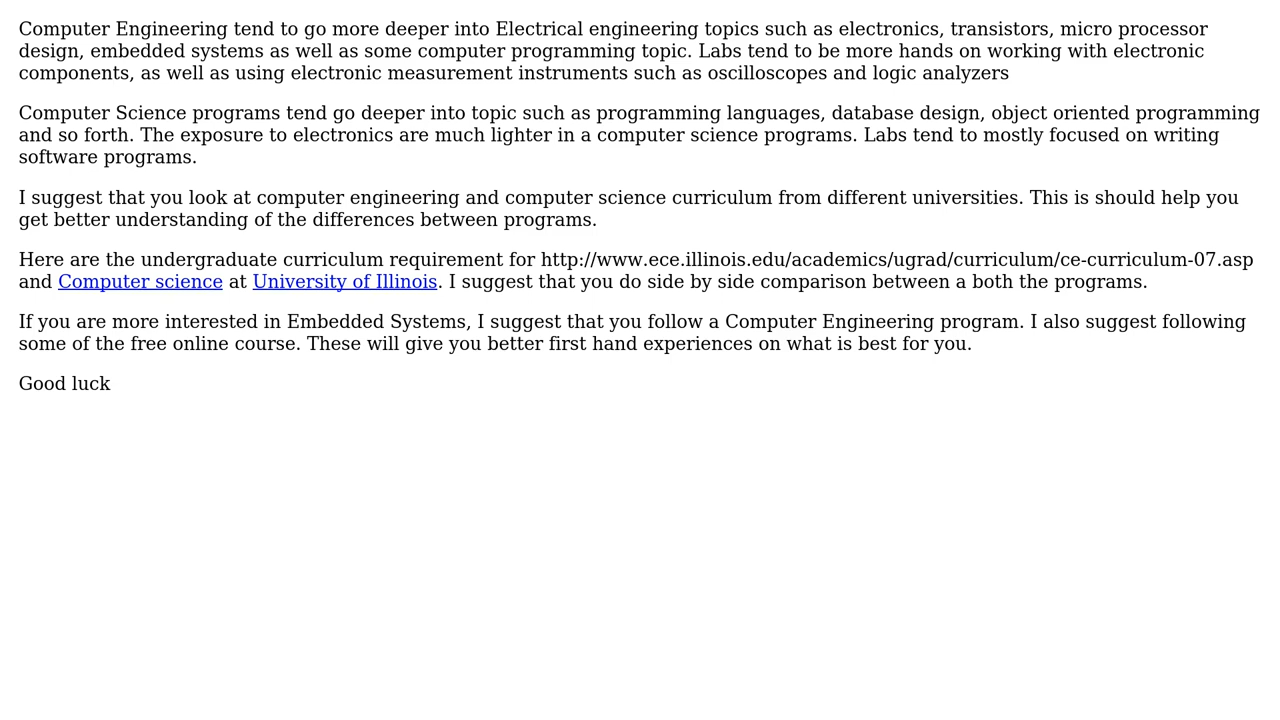 Computer Engineering tend to go more deeper into Electrical engineering topics such as electronics, transistors, micro processor
design, embedded systems as well as some computer programming topic. Labs tend to be more hands on working with electronic
components, as well as using electronic measurement instruments such as oscilloscopes and logic analyzers
Computer Science programs tend go deeper into topic such as programming languages, database design, object oriented programming
and so forth. The exposure to electronics are much lighter in a computer science programs. Labs tend to mostly focused on writing
software programs.
I suggest that you look at computer engineering and computer science curriculum from different universities. This is should help you
get better understanding of the differences between programs.
Here are the undergraduate curriculum requirement for http://www.ece.illinois.edu/academics/ugrad/curriculum/ce-curriculum-07.asp
and Computer science at University of Illinois. I suggest that you do side by side comparison between a both the programs.
If you are more interested in Embedded Systems, I suggest that you follow a Computer Engineering program. I also suggest following
some of the free online course. These will give you better first hand experiences on what is best for you.
Good luck